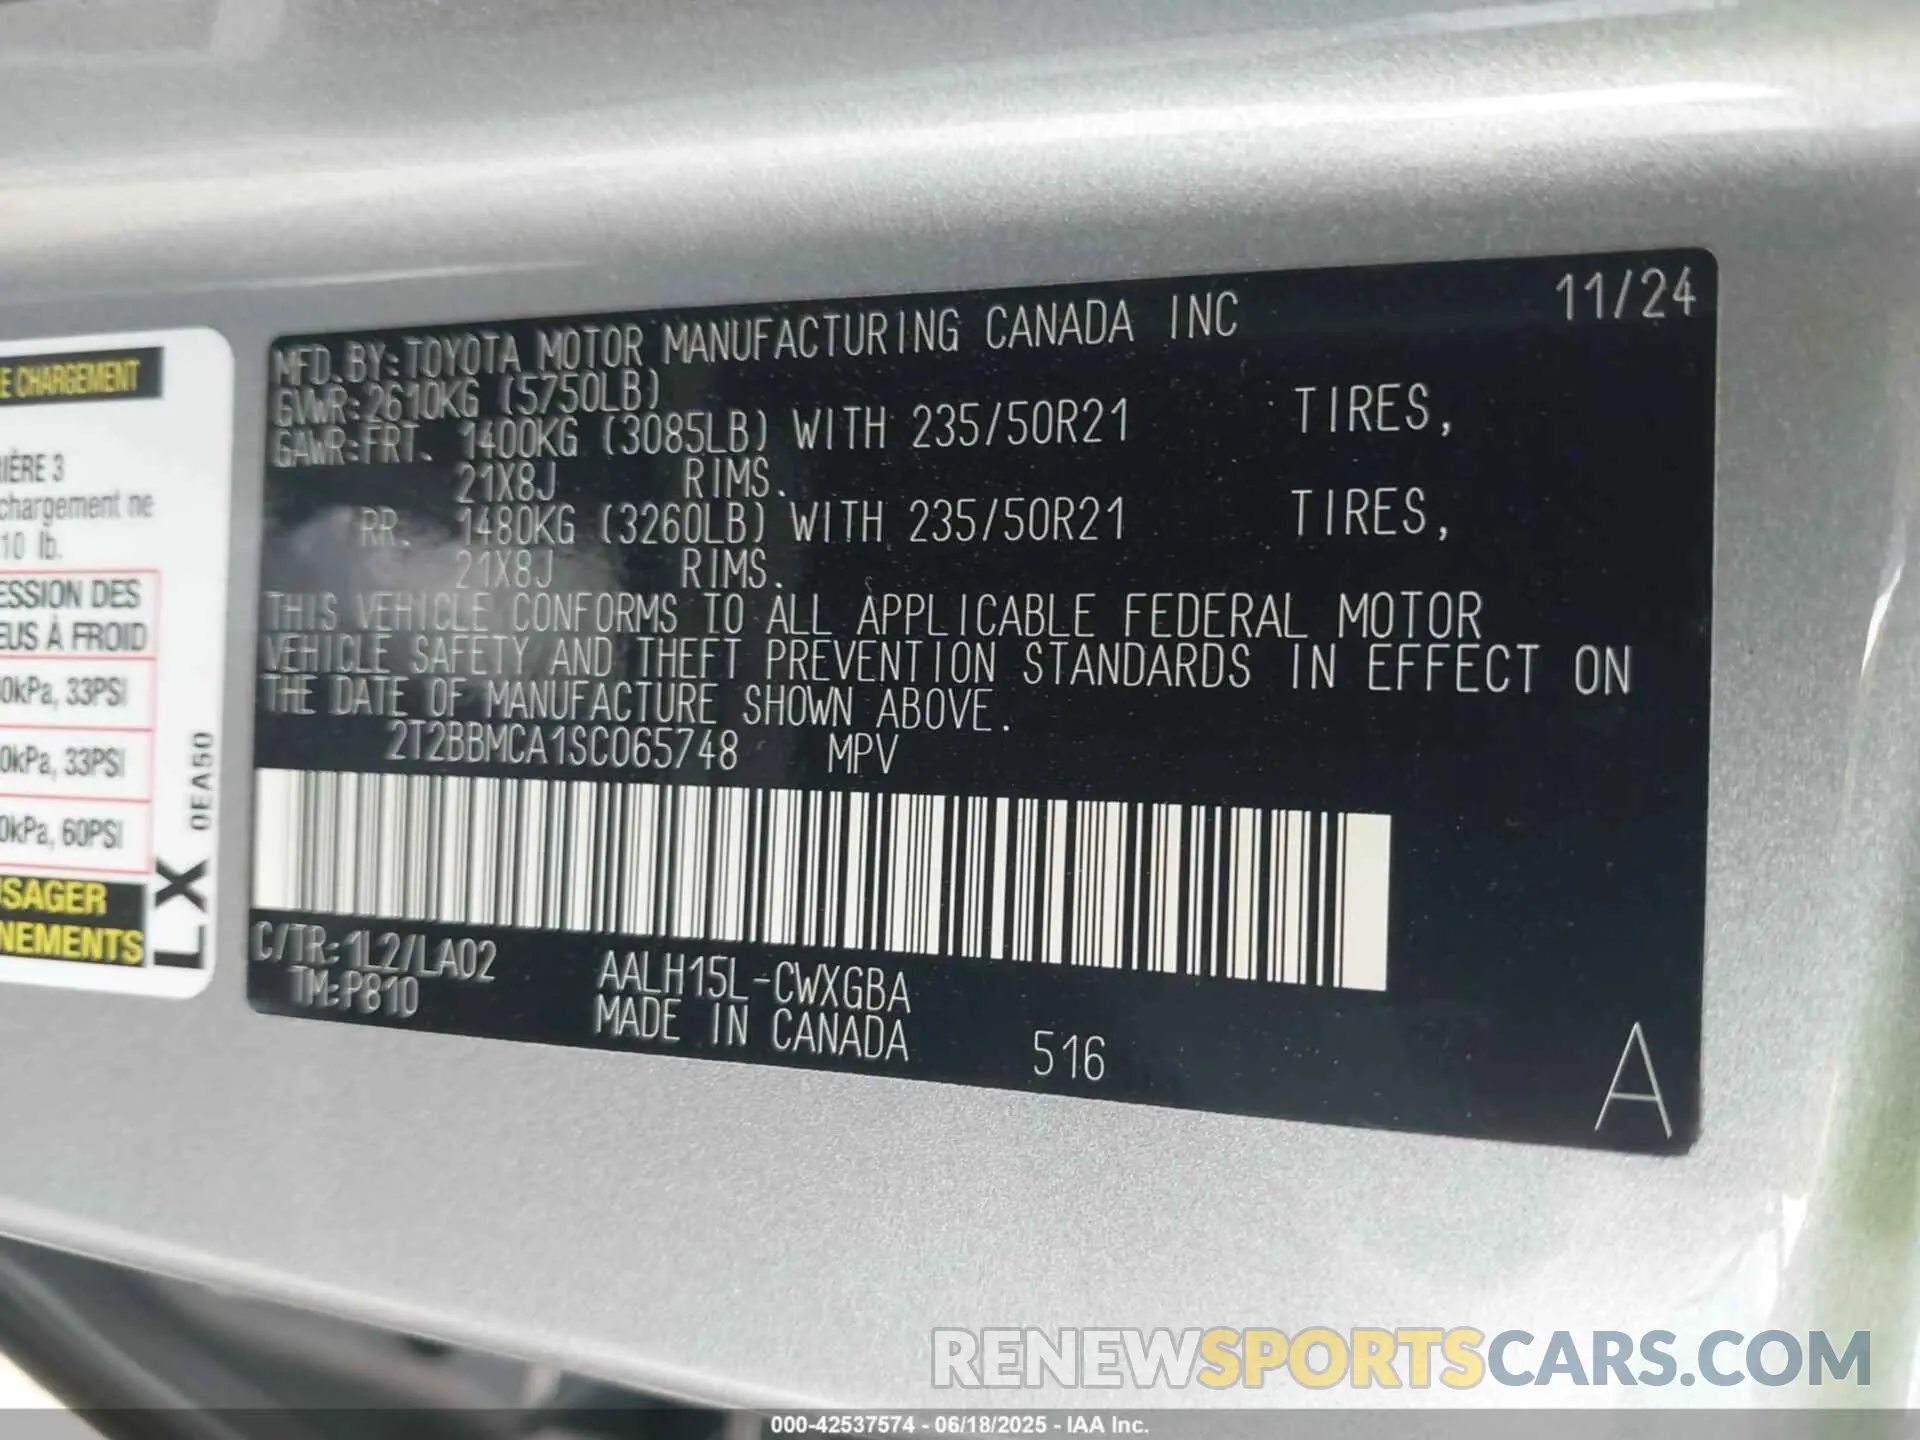 MFD. BY: TOYOTA MOTOR MANUFACTURING CANADA INC 11/24
GVWR: 2610KG (5750LB)
GAWR: FRT. 1400KG (3085LB) WITH 235/50R21 TIRES,
21X8J RIMS.
RR. 1480KG (3260LB) WITH 235/50R21 TIRES,
21X8J RIMS.
THIS VEHICLE CONFORMS TO ALL APPLICABLE FEDERAL MOTOR
VEHICLE SAFETY AND THEFT PREVENTION STANDARDS IN EFFECT ON
THE DATE OF MANUFACTURE SHOWN ABOVE.
2T2BBMCA1SC065748 MPV
C/TR: 1L2/LA02 AALH15L-CWXGBA
TM: P810 MADE IN CANADA 516
A
E CHARGEMENT
IÈRE 3
chargement ne
10 lb.
ESSION DES
EUS À FROID
0kPa, 33PSI
0kPa, 33PSI
0kPa, 60PSI
USAGER
NEMENTS
LX 0EA50
RENEWSPORTSCARS.COM
000-42537574 - 06/18/2025 - IAA Inc.